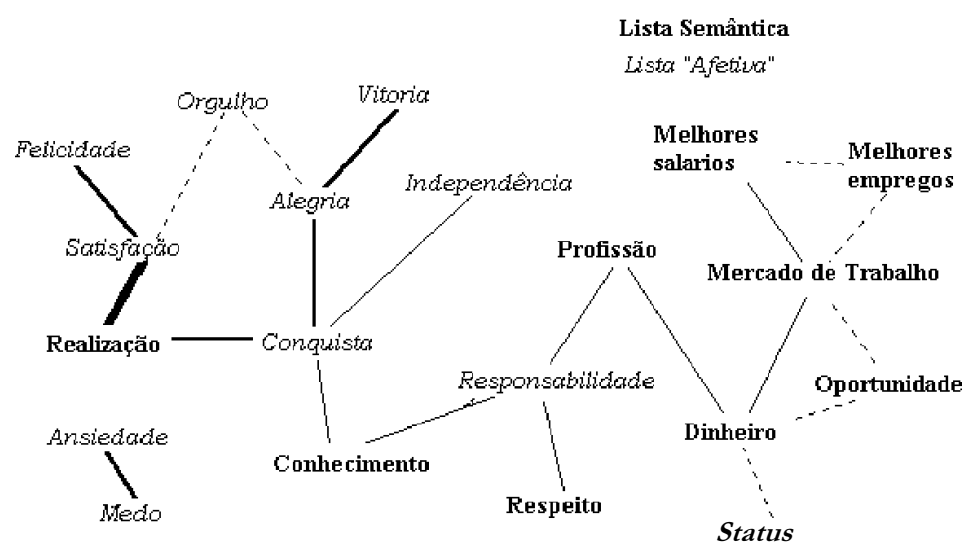 Lista Semântica
Lista "Afetiva"
Orgulho
Vitoria
Felicidade
Melhores
salarios
Melhores
empregos
Independência
Alegria
Satisfação
Profissão
Mercado de Trabalho
Realização
Conquista
Responsabilidade
Oportunidade
Ansiedade
Dinheiro
Conhecimento
Respeito
Medo
Status